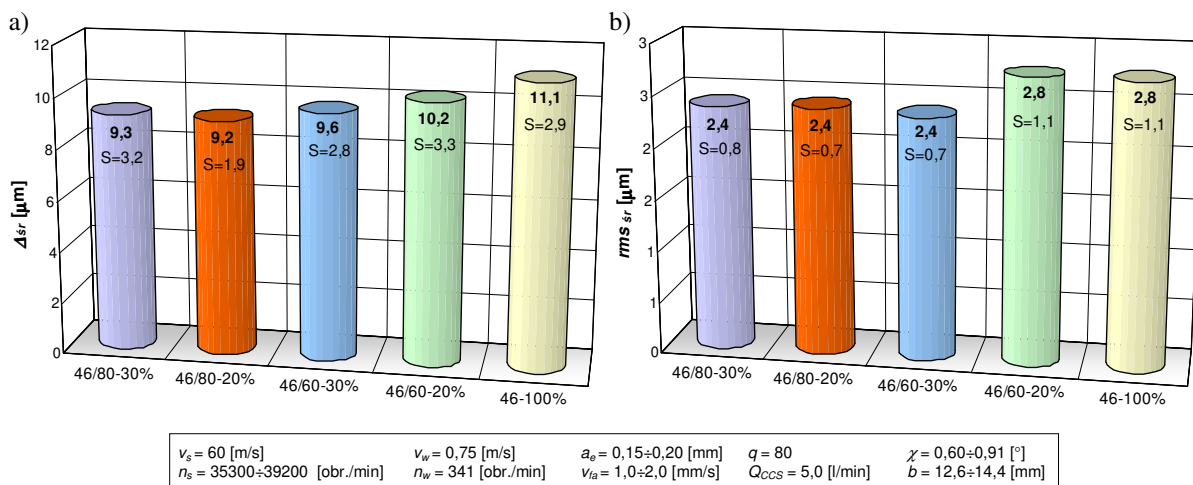 a)
12
10
8
6
4
2
0
Δśr [µm]
9,3
S=3,2
9,2
S=1,9
9,6
S=2,8
10,2
S=3,3
11,1
S=2,9
46/80-30%
46/80-20%
46/60-30%
46/60-20%
46-100%
b)
3
3
2
2
1
1
0
rms śr [µm]
2,4
S=0,8
2,4
S=0,7
2,4
S=0,7
2,8
S=1,1
2,8
S=1,1
46/80-30%
46/80-20%
46/60-30%
46/60-20%
46-100%
vs = 60 [m/s] vw = 0,75 [m/s] ae = 0,15÷0,20 [mm] q = 80 χ = 0,60÷0,91 [°]
ns = 35300÷39200 [obr./min] nw = 341 [obr./min] vfa = 1,0÷2,0 [mm/s] QCCS = 5,0 [l/min] b = 12,6÷14,4 [mm]